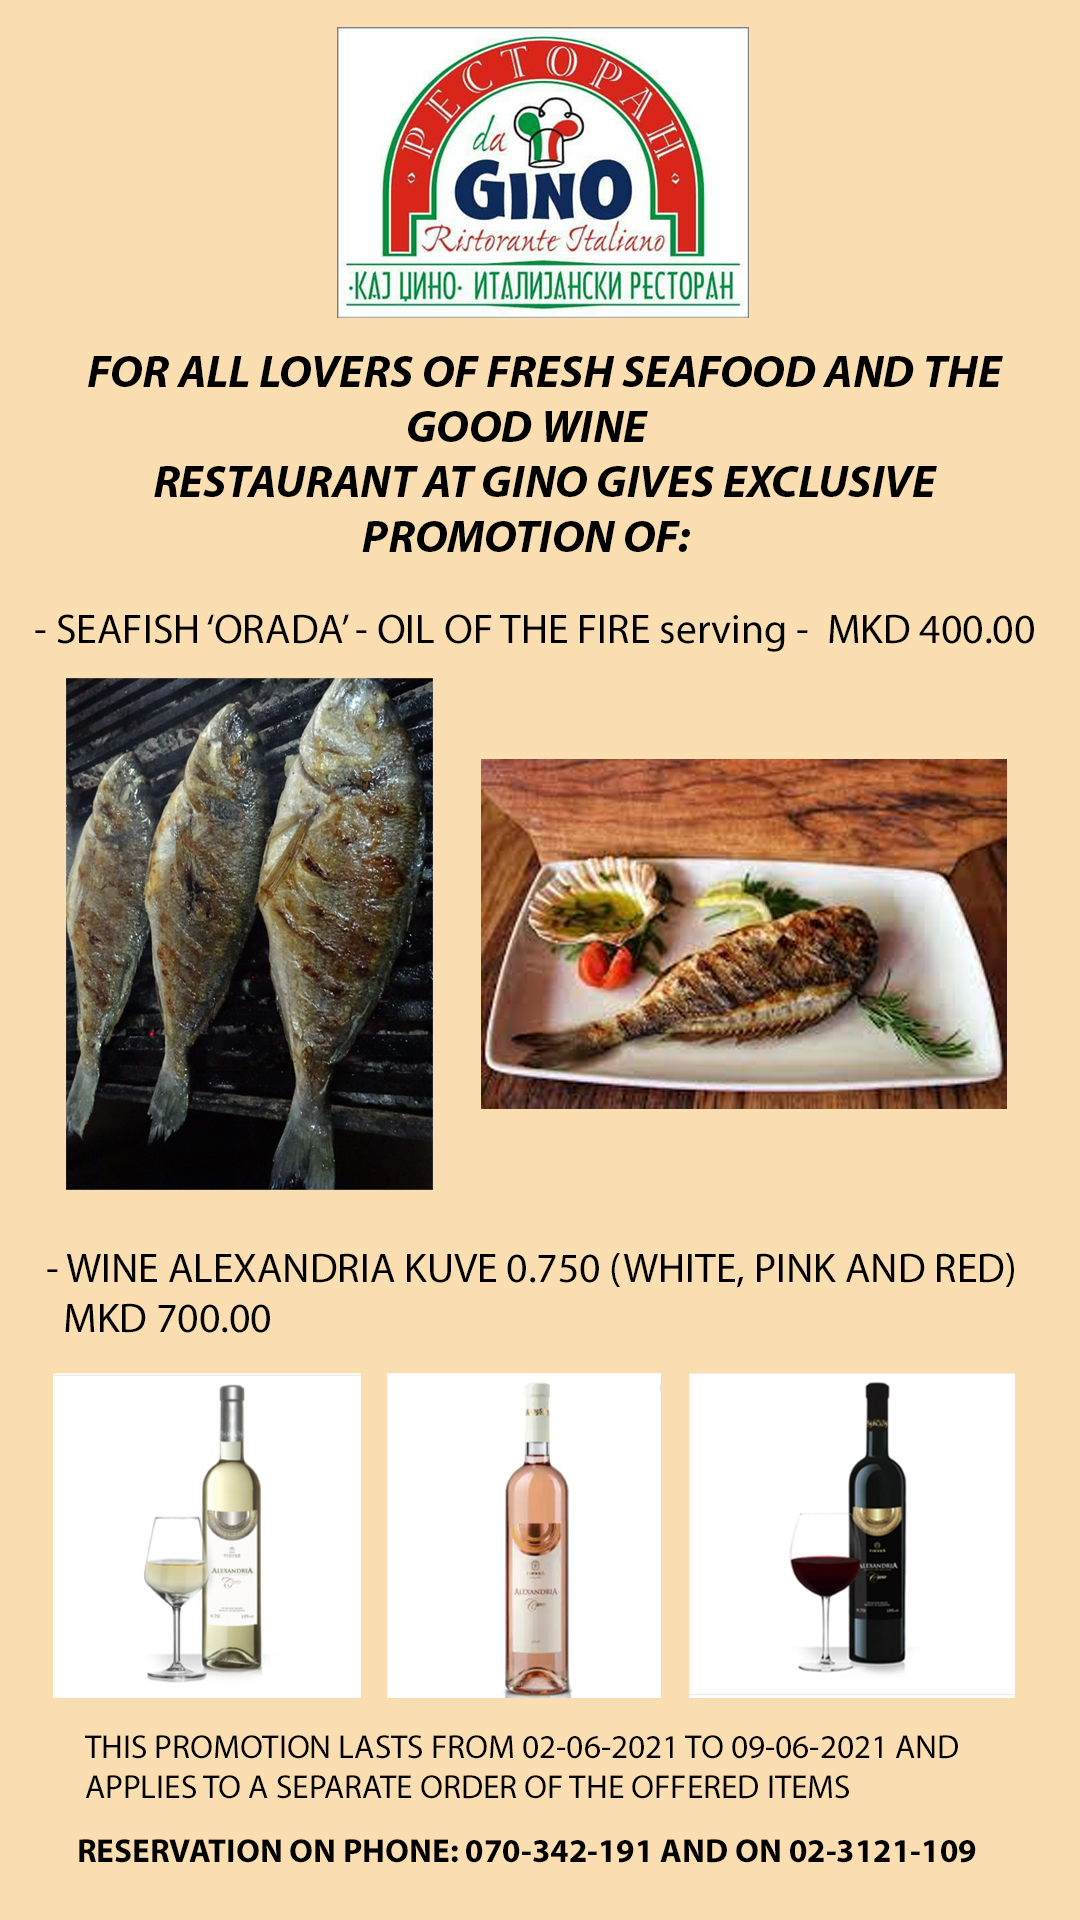 РЕСТОРАН
da
GINO
Ristorante Italiano
·КАЈ ЏИНО· ИТАЛИЈАНСКИ РЕСТОРАН
FOR ALL LOVERS OF FRESH SEAFOOD AND THE
GOOD WINE
RESTAURANT AT GINO GIVES EXCLUSIVE
PROMOTION OF:
- SEAFISH ‘ORADA’ - OIL OF THE FIRE serving - MKD 400.00
- WINE ALEXANDRIA KUVE 0.750 (WHITE, PINK AND RED)
MKD 700.00
ALEXANDRIA
ALEXANDRIA
ALEXANDRIA
THIS PROMOTION LASTS FROM 02-06-2021 TO 09-06-2021 AND
APPLIES TO A SEPARATE ORDER OF THE OFFERED ITEMS
RESERVATION ON PHONE: 070-342-191 AND ON 02-3121-109